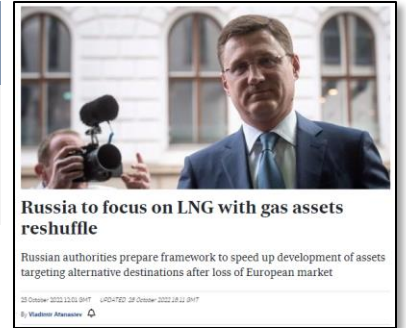 Russia to focus on LNG with gas assets
reshuffle
Russian authorities prepare framework to speed up development of assets
targeting alternative destinations after loss of European market
By Vladimir Afanasiev